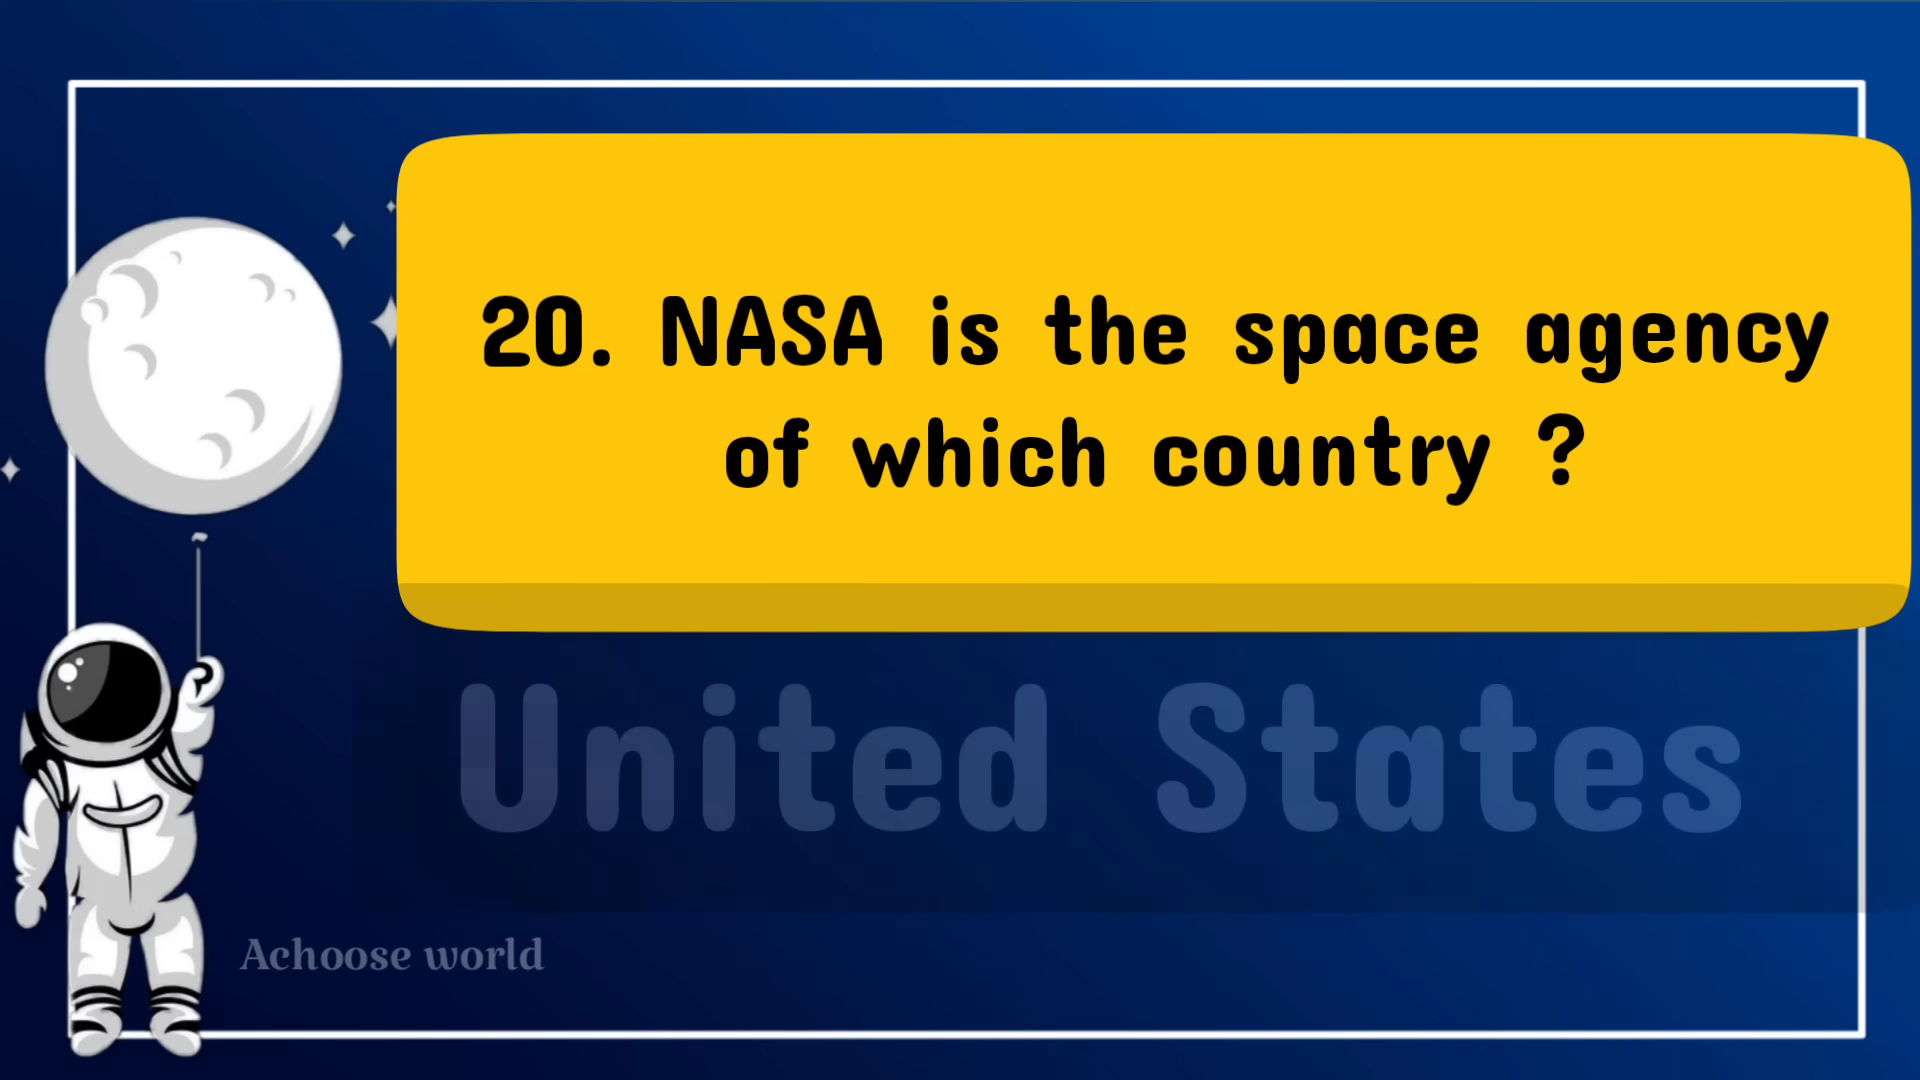 20. NASA is the space agency
of which country ?
United States
Achoose world